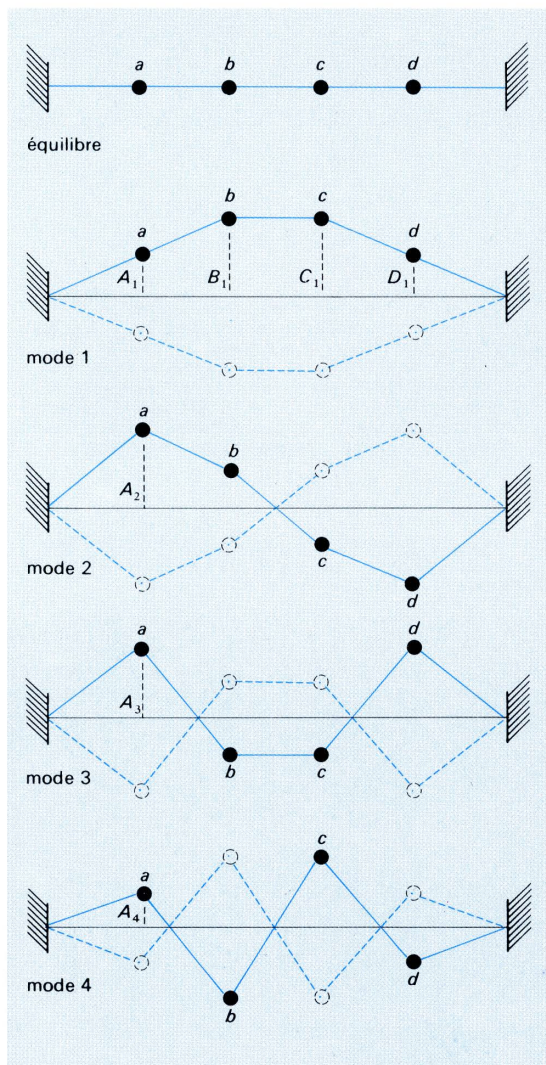 a b c d
équilibre
b c
a d
A₁ B₁ C₁ D₁
mode 1
a
b
A₂
c
mode 2
d
a d
A₃
b c
mode 3
c
a
A₄
d
mode 4
b